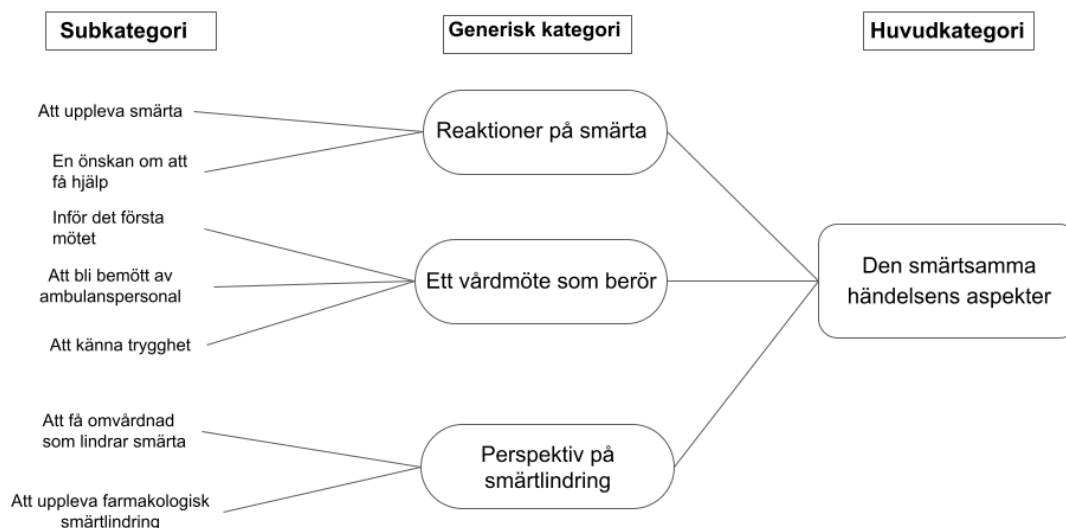 Subkategori
Generisk kategori
Huvudkategori
Att uppleva smärta
En önskan om att
få hjälp
Reaktioner på smärta
Inför det första
mötet
Att bli bemött av
ambulanspersonal
Att känna trygghet
Ett vårdmöte som berör
Att få omvårdnad
som lindrar smärta
Att uppleva farmakologisk
smärtlindring
Perspektiv på
smärtlindring
Den smärtsamma
händelsens aspekter